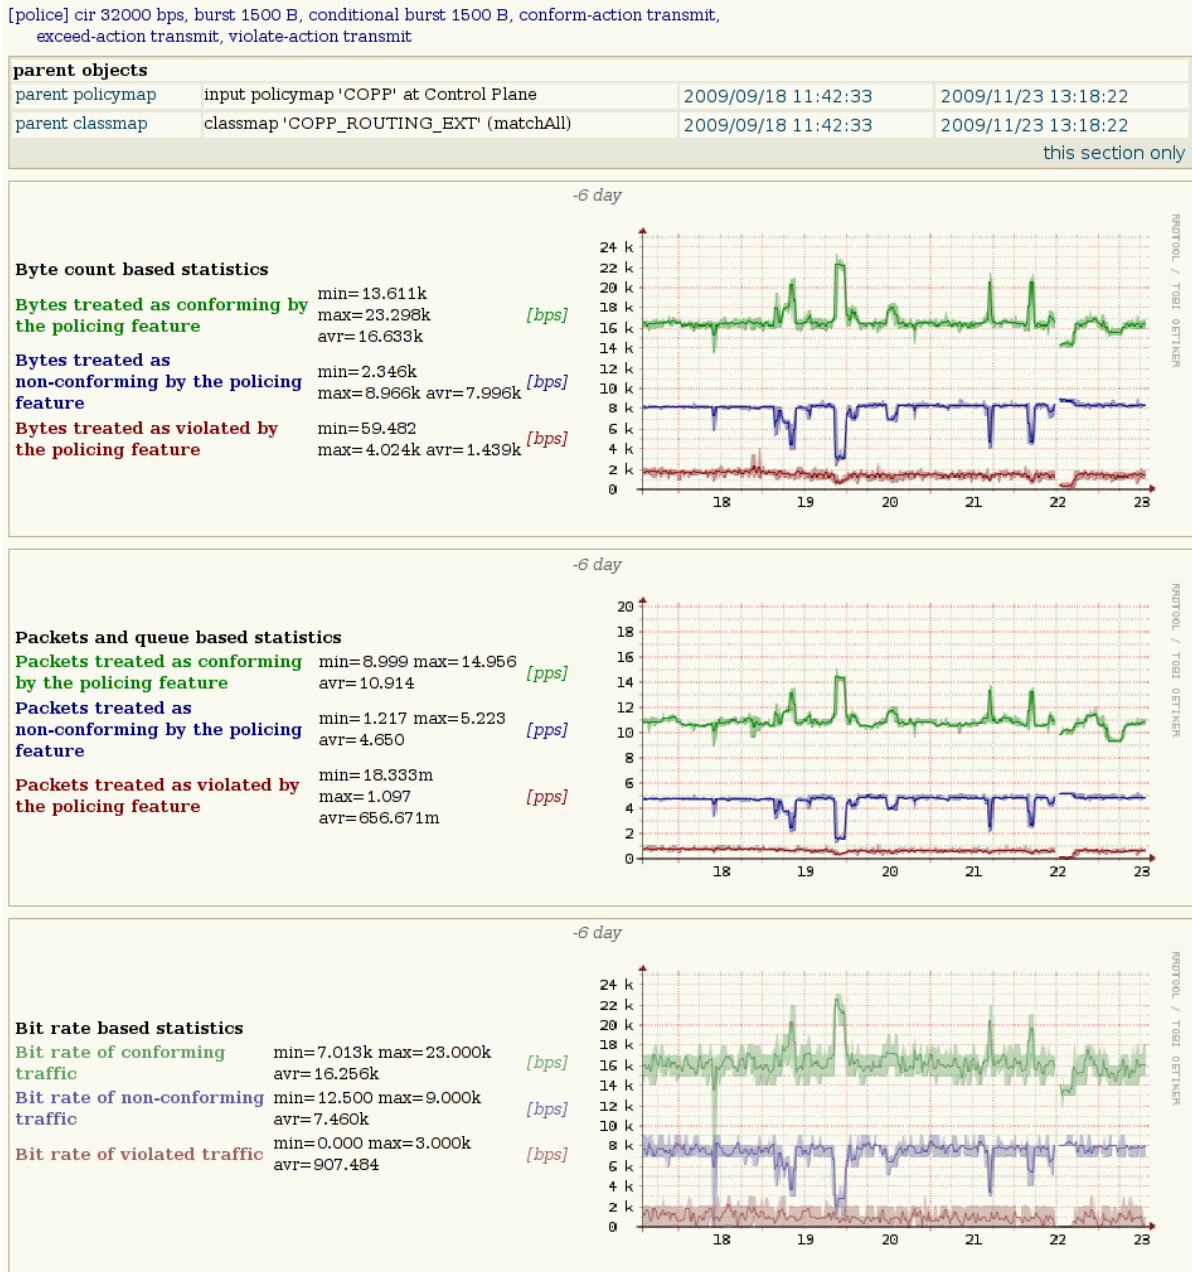 [police] cir 32000 bps, burst 1500 B, conditional burst 1500 B, conform-action transmit,
exceed-action transmit, violate-action transmit
parent objects
parent policymap input policymap 'COPP' at Control Plane 2009/09/18 11:42:33 2009/11/23 13:18:22
parent classmap classmap 'COPP_ROUTING_EXT' (matchAll) 2009/09/18 11:42:33 2009/11/23 13:18:22
this section only
-6 day
Byte count based statistics
Bytes treated as conforming by
the policing feature
min=13.611k
max=23.298k
avr=16.633k
[bps]
Bytes treated as
non-conforming by the policing
feature
min=2.346k
max=8.966k avr=7.996k
[bps]
Bytes treated as violated by
the policing feature
min=59.482
max=4.024k avr=1.439k
[bps]
24 k
22 k
20 k
18 k
16 k
14 k
12 k
10 k
8 k
6 k
4 k
2 k
0
18 19 20 21 22 23
RRDTOOL / TOBI OETIKER
-6 day
Packets and queue based statistics
Packets treated as conforming
by the policing feature
min=8.999 max=14.956
avr=10.914
[pps]
Packets treated as
non-conforming by the policing
feature
min=1.217 max=5.223
avr=4.650
[pps]
Packets treated as violated by
the policing feature
min=18.333m
max=1.097
avr=656.671m
[pps]
20
18
16
14
12
10
8
6
4
2
0
18 19 20 21 22 23
RRDTOOL / TOBI OETIKER
-6 day
Bit rate based statistics
Bit rate of conforming
traffic
min=7.013k max=23.000k
avr=16.256k
[bps]
Bit rate of non-conforming
traffic
min=12.500 max=9.000k
avr=7.460k
[bps]
Bit rate of violated traffic
min=0.000 max=3.000k
avr=907.484
[bps]
24 k
22 k
20 k
18 k
16 k
14 k
12 k
10 k
8 k
6 k
4 k
2 k
0
18 19 20 21 22 23
RRDTOOL / TOBI OETIKER